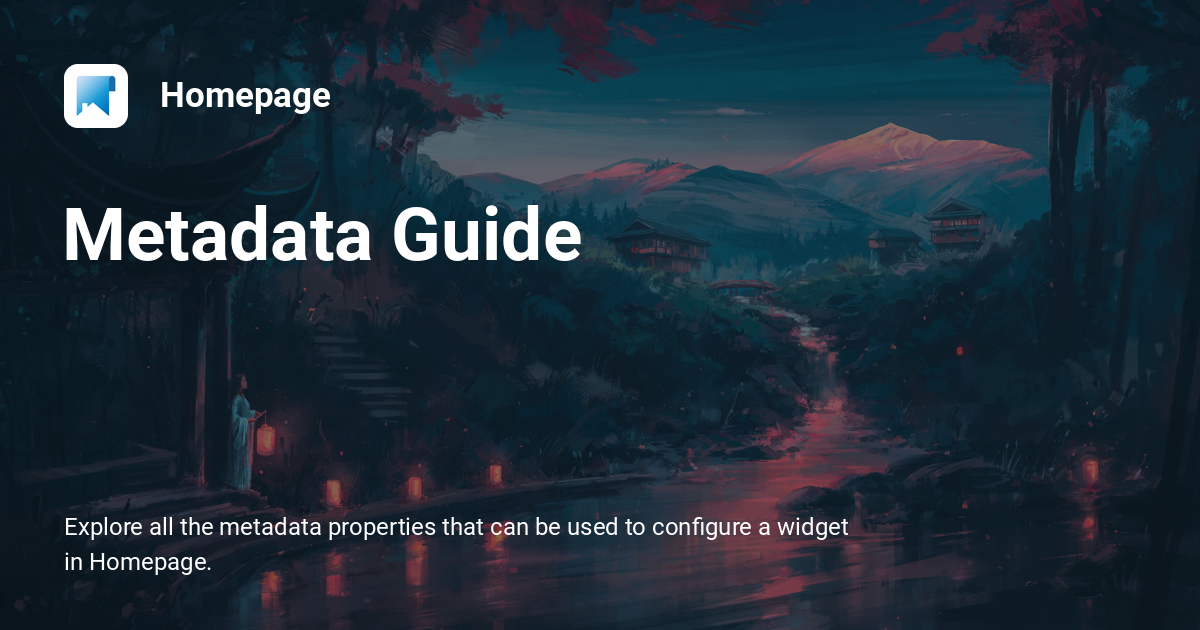 Homepage
Metadata Guide
Explore all the metadata properties that can be used to configure a widget
in Homepage.